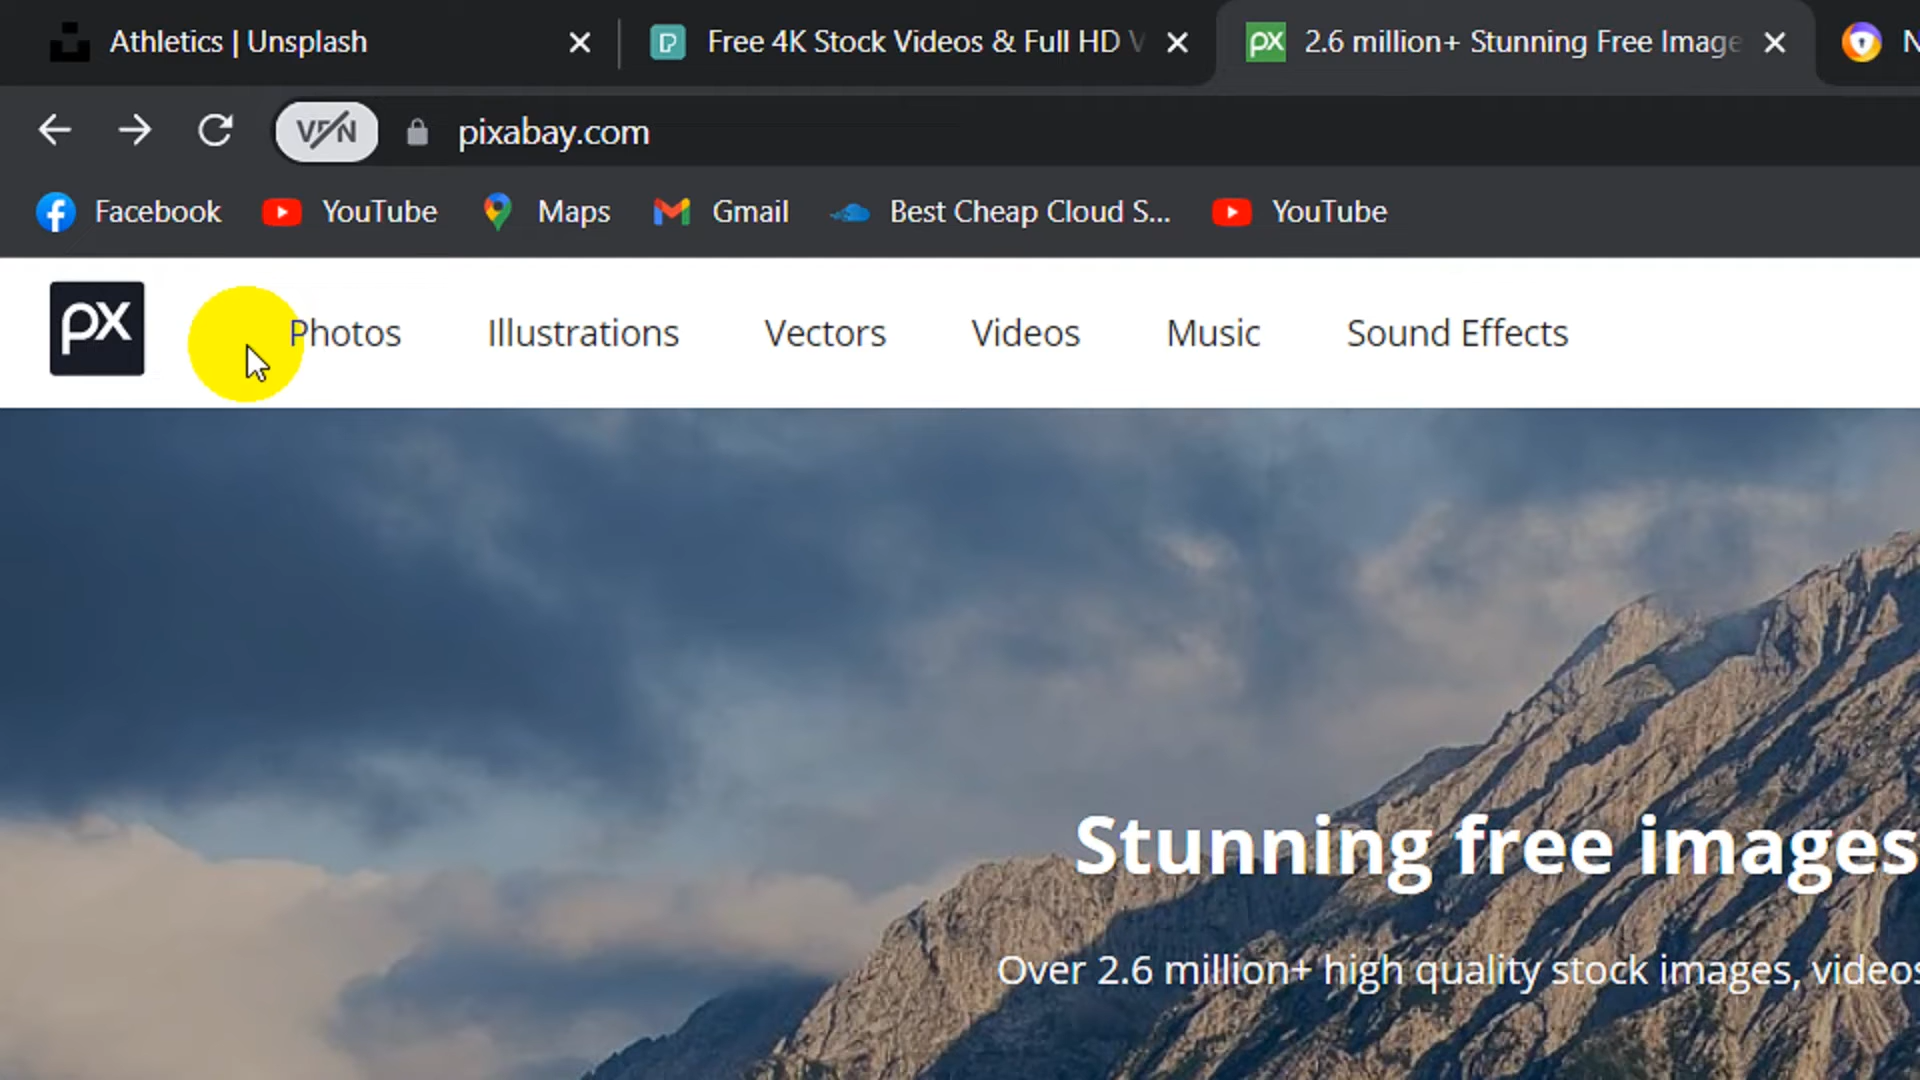 Athletics | Unsplash
Free 4K Stock Videos & Full HD V
px 2.6 million+ Stunning Free Image
N
VPN pixabay.com
Facebook YouTube Maps Gmail Best Cheap Cloud S... YouTube
px Photos Illustrations Vectors Videos Music Sound Effects
Stunning free images
Over 2.6 million+ high quality stock images, videos